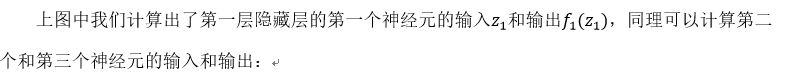 上图中我们计算出了第一层隐藏层的第一个神经元的输入z₁和输出f₁(z₁)，同理可以计算第二
个和第三个神经元的输入和输出：